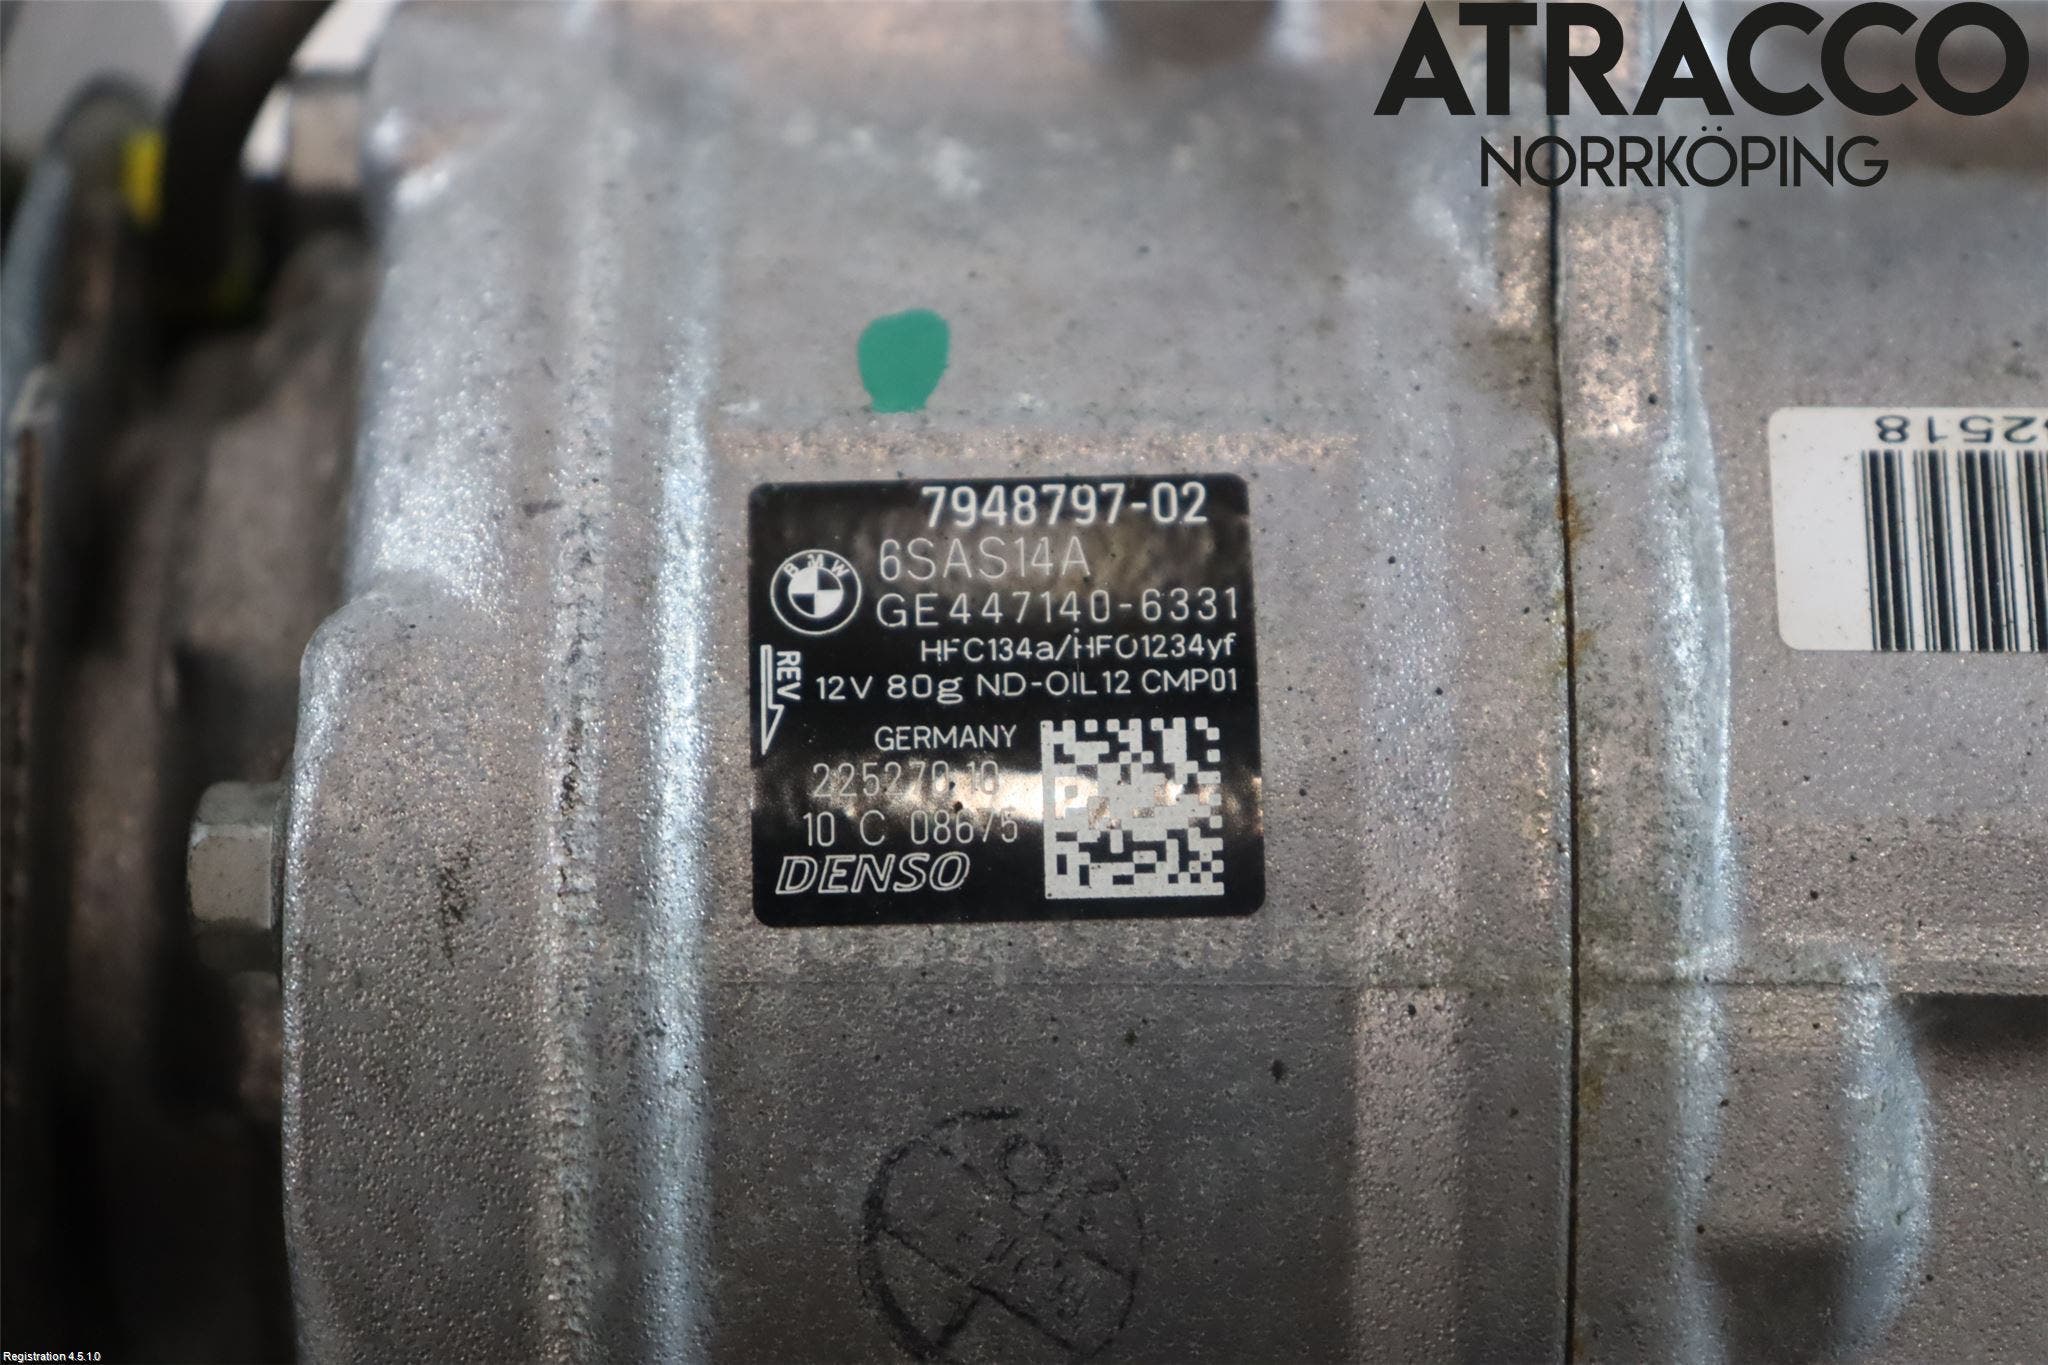 ATRACCO
NORRKÖPING
2518
7948797-02
BMW
6SAS14A
GE447140-6331
HFC134a/HFO1234yf
REV
12V 80g ND-OIL12 CMP01
GERMANY
225270 10
10 C 08675
DENSO
Registration 4.5.1.0